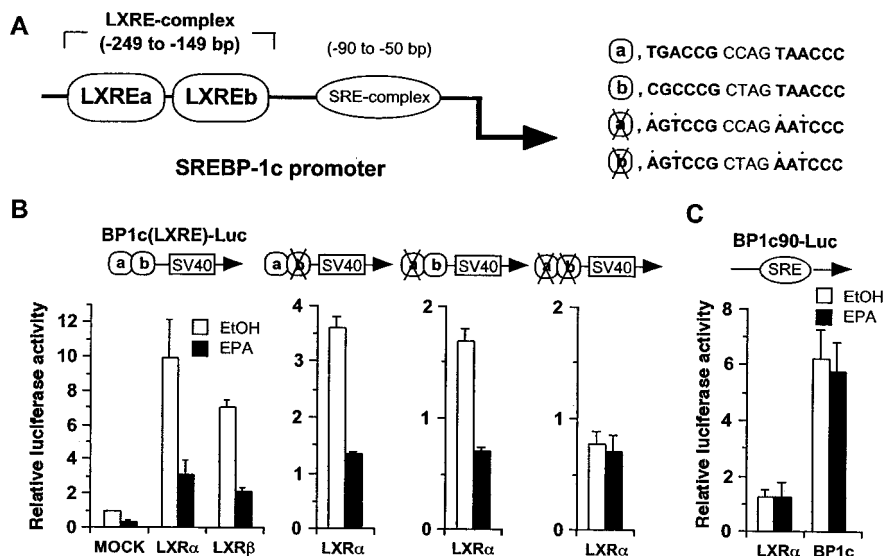 A
LXRE-complex
(-249 to -149 bp)
(-90 to -50 bp)
LXREa
LXREb
SRE-complex
SREBP-1c promoter
a , TGACCG CCAG TAACCC
b , CGCCCG CTAG TAACCC
a , AGTCCG CCAG AATCCC
b , AGTCCG CTAG AATCCC
B
BP1c(LXRE)-Luc
a b SV40
a b SV40
a b SV40
a b SV40
Relative luciferase activity
12
10
8
6
4
2
0
EtOH
EPA
MOCK LXRα LXRβ
4
3
2
1
0
LXRα
2
1
0
LXRα
2
1
0
LXRα
C
BP1c90-Luc
SRE
Relative luciferase activity
8
6
4
2
0
EtOH
EPA
LXRα BP1c